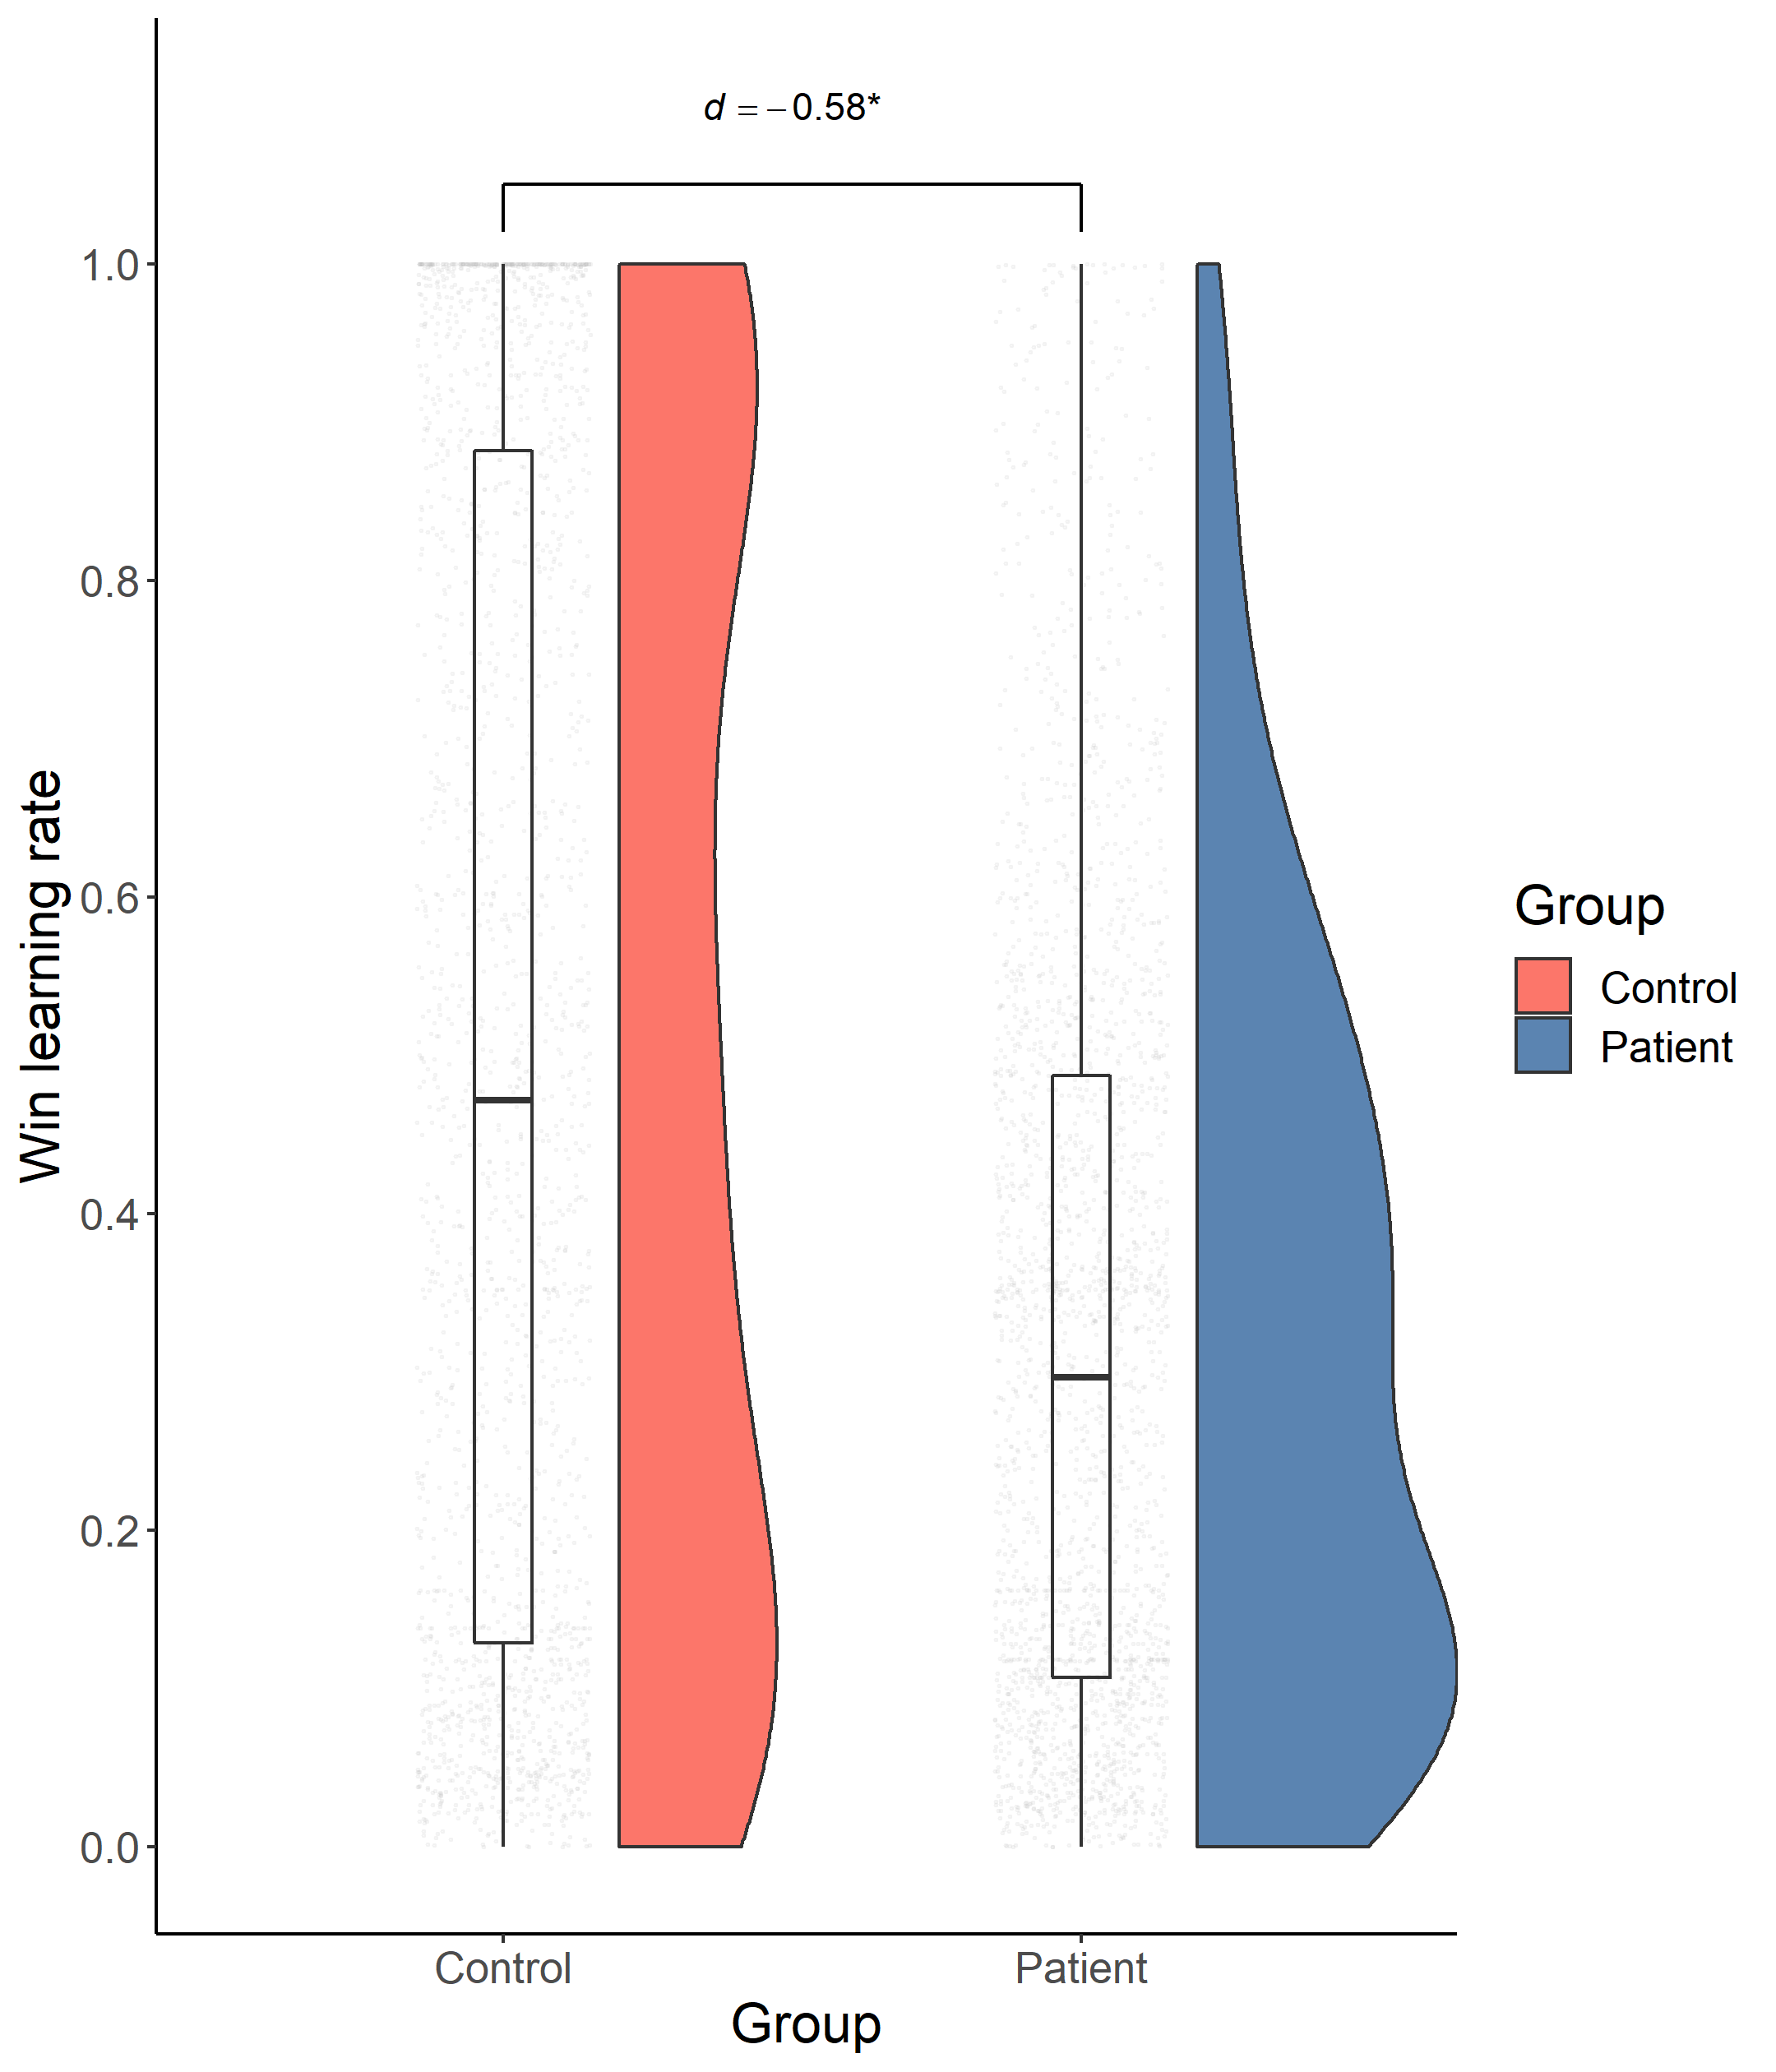 d = −0.58*
Win learning rate
1.0
0.8
0.6
0.4
0.2
0.0
Control
Patient
Group
Group
Control
Patient